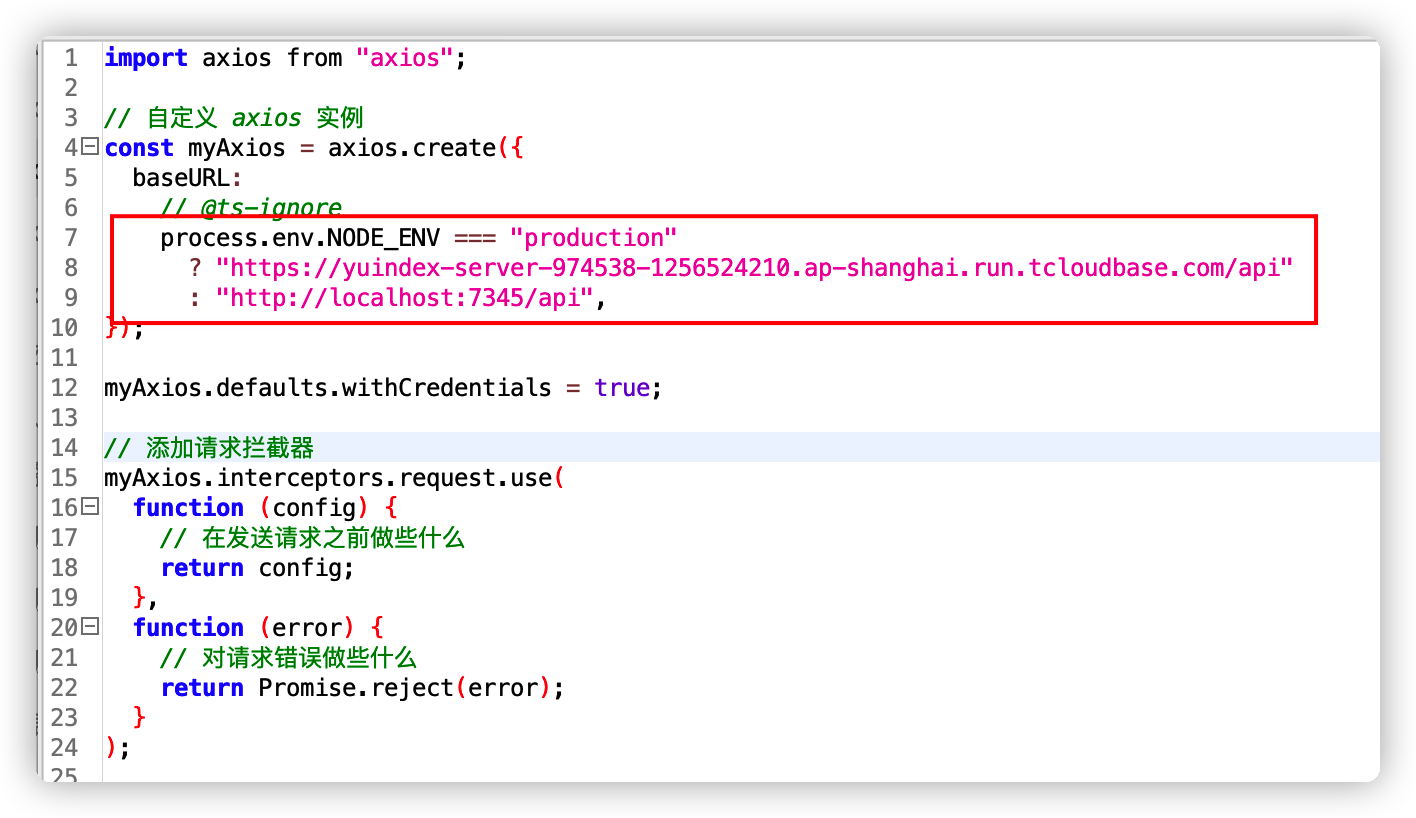 1 import axios from "axios";
2
3 // 自定义 axios 实例
4 const myAxios = axios.create({
5 baseURL:
6 // @ts-ignore
7 process.env.NODE_ENV === "production"
8 ? "https://yuindex-server-974538-1256524210.ap-shanghai.run.tcloudbase.com/api"
9 : "http://localhost:7345/api",
10 });
11
12 myAxios.defaults.withCredentials = true;
13
14 // 添加请求拦截器
15 myAxios.interceptors.request.use(
16 function (config) {
17 // 在发送请求之前做些什么
18 return config;
19 },
20 function (error) {
21 // 对请求错误做些什么
22 return Promise.reject(error);
23 }
24 );
25